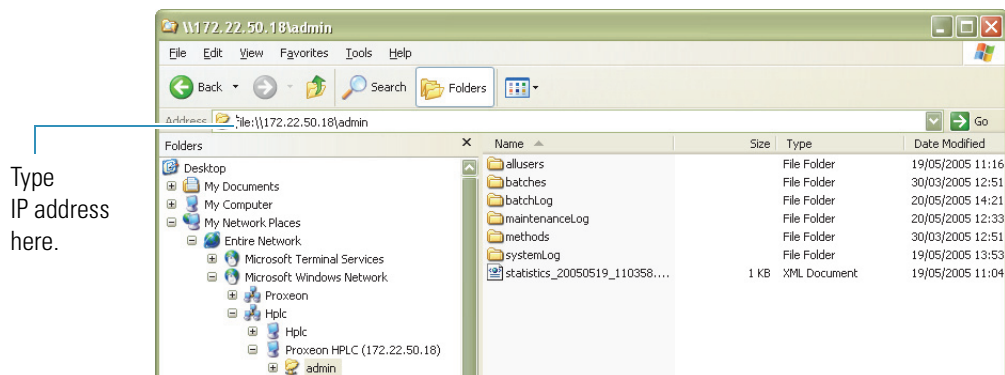 \\172.22.50.18\admin
File Edit View Favorites Tools Help
Back Search Folders
Address file:\\172.22.50.18\admin Go
Type
IP address
here.
Folders
Desktop
My Documents
My Computer
My Network Places
Entire Network
Microsoft Terminal Services
Microsoft Windows Network
Proxeon
Hplc
Hplc
Proxeon HPLC (172.22.50.18)
admin
Name Size Type Date Modified
allusers File Folder 19/05/2005 11:16
batches File Folder 30/03/2005 12:51
batchLog File Folder 20/05/2005 14:21
maintenanceLog File Folder 20/05/2005 12:33
methods File Folder 30/03/2005 12:51
systemLog File Folder 19/05/2005 13:53
statistics_20050519_110358.... 1 KB XML Document 19/05/2005 11:04